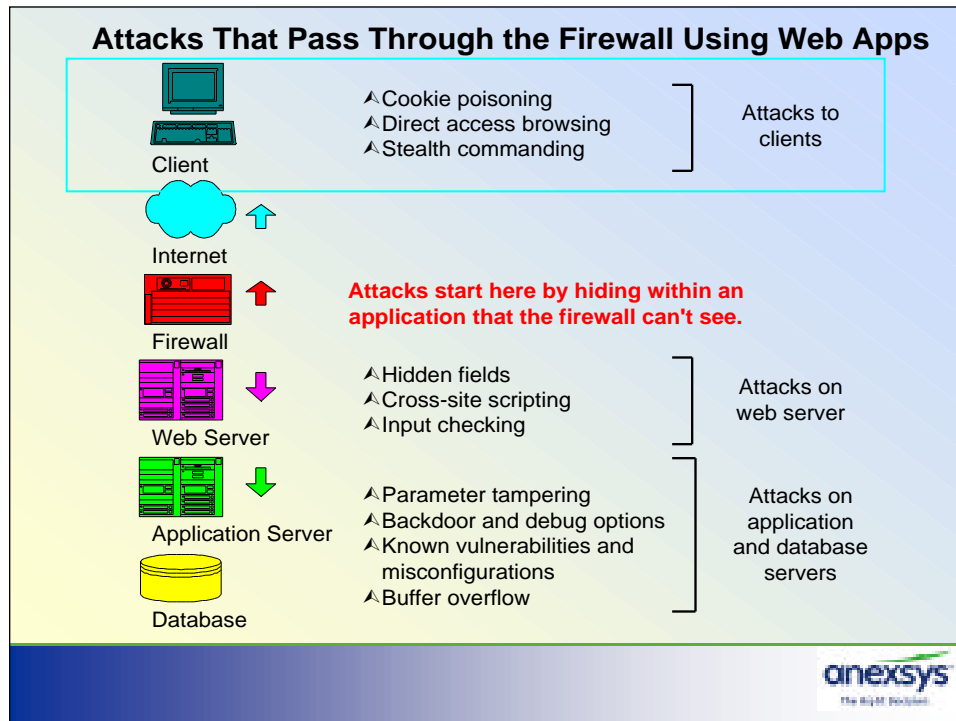 Attacks That Pass Through the Firewall Using Web Apps
Client
Cookie poisoning
Direct access browsing
Stealth commanding
Attacks to
clients
Internet
Firewall
Attacks start here by hiding within an
application that the firewall can't see.
Web Server
Hidden fields
Cross-site scripting
Input checking
Attacks on
web server
Application Server
Parameter tampering
Backdoor and debug options
Known vulnerabilities and
misconfigurations
Buffer overflow
Attacks on
application
and database
servers
Database
anexsys
The Right Decision.